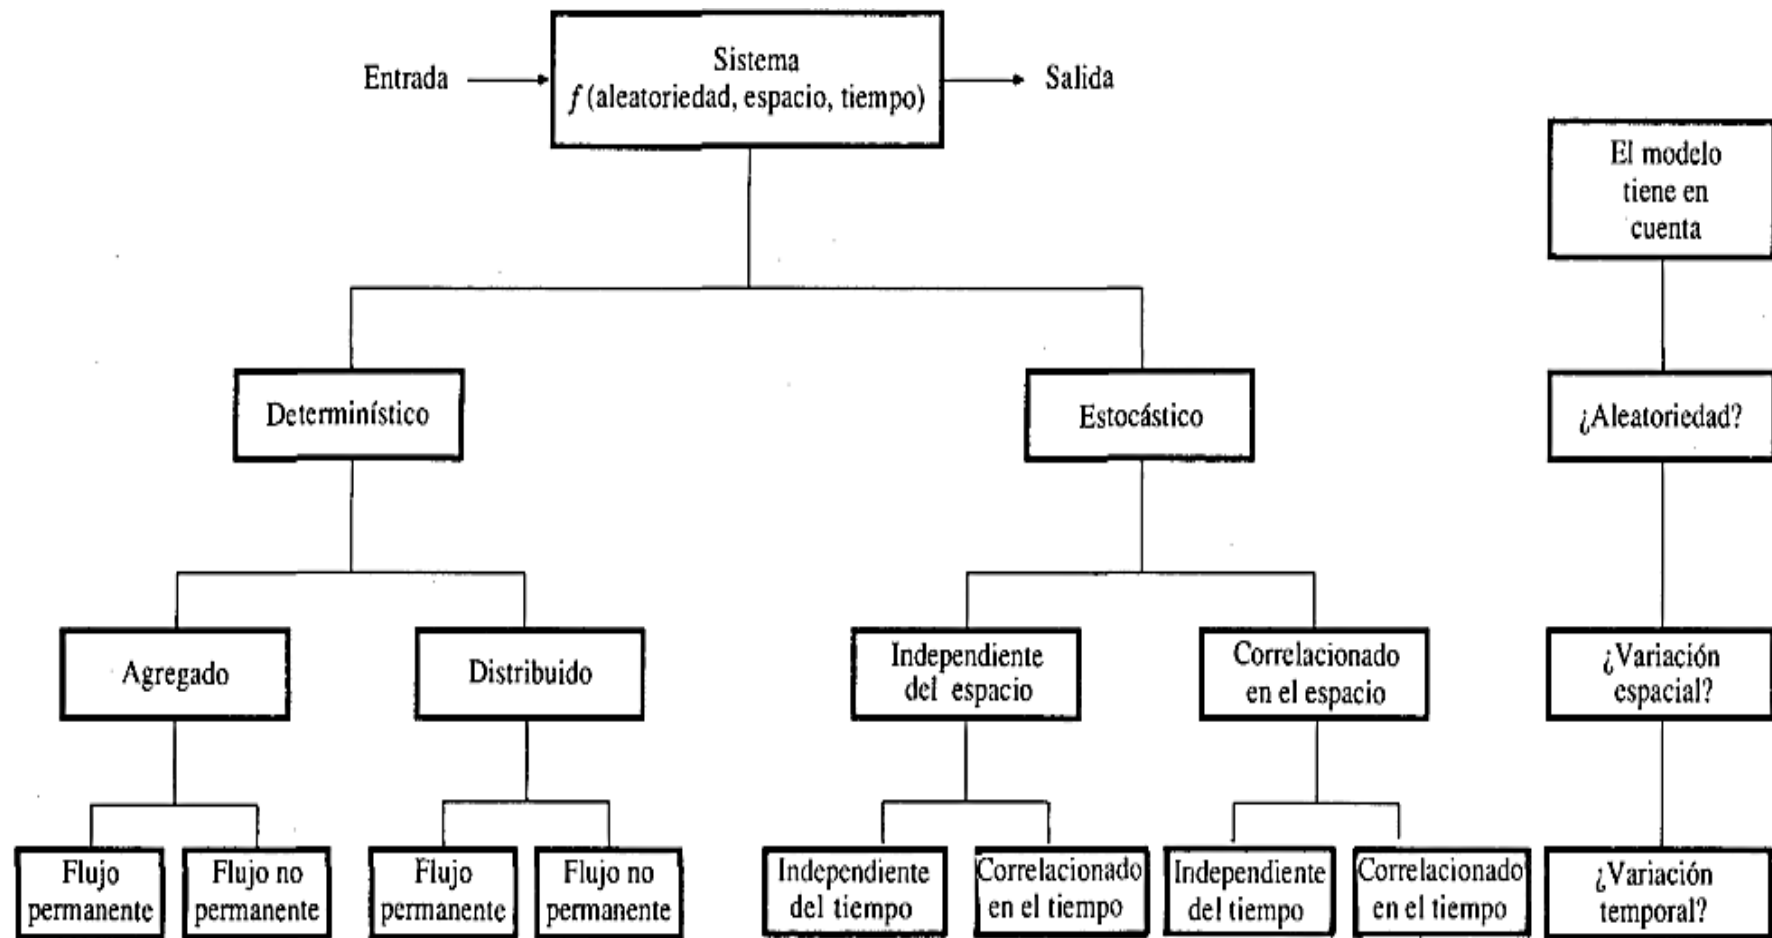 Entrada
Sistema
f (aleatoriedad, espacio, tiempo)
Salida
El modelo
tiene en
cuenta
Determinístico
Estocástico
¿Aleatoriedad?
Agregado
Distribuido
Independiente
del espacio
Correlacionado
en el espacio
¿Variación
espacial?
Flujo
permanente
Flujo no
permanente
Flujo
permanente
Flujo no
permanente
Independiente
del tiempo
Correlacionado
en el tiempo
Independiente
del tiempo
Correlacionado
en el tiempo
¿Variación
temporal?